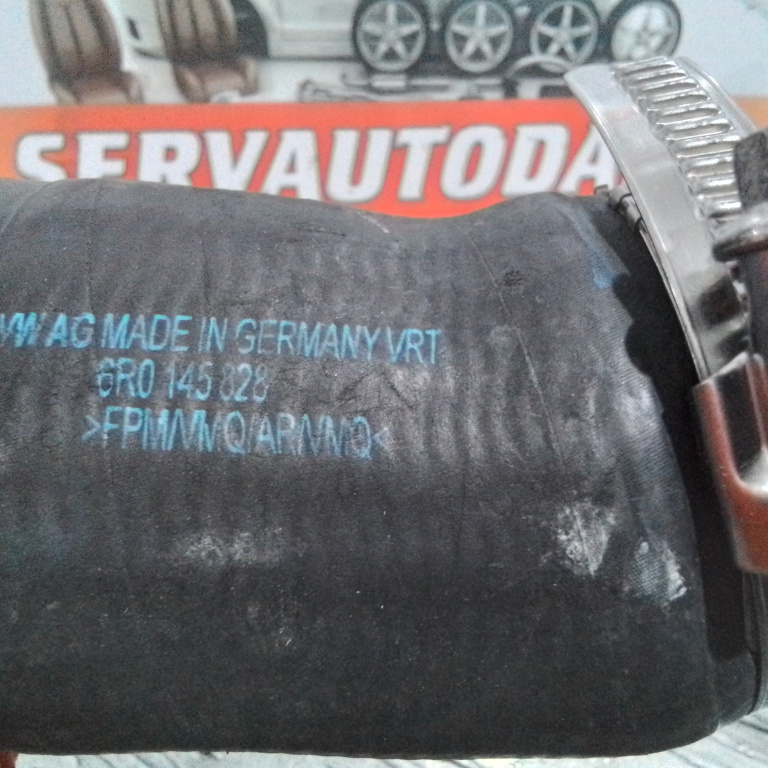 SERVAUTODA
VW AG MADE IN GERMANY VRT
6R0 145 828
>FPM/VMQ/AR/VMQ<